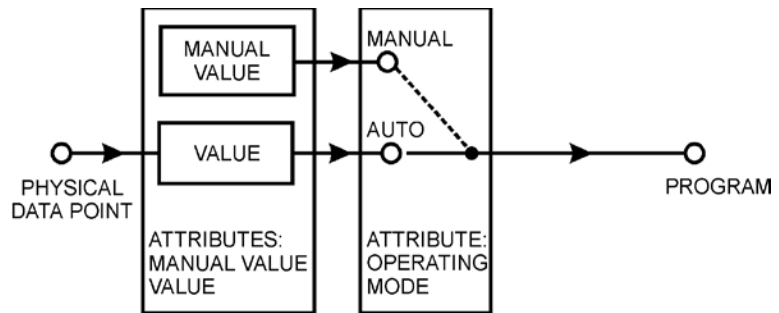 MANUAL
VALUE
MANUAL
AUTO
VALUE
PHYSICAL
DATA POINT
PROGRAM
ATTRIBUTES:
MANUAL VALUE
VALUE
ATTRIBUTE:
OPERATING
MODE